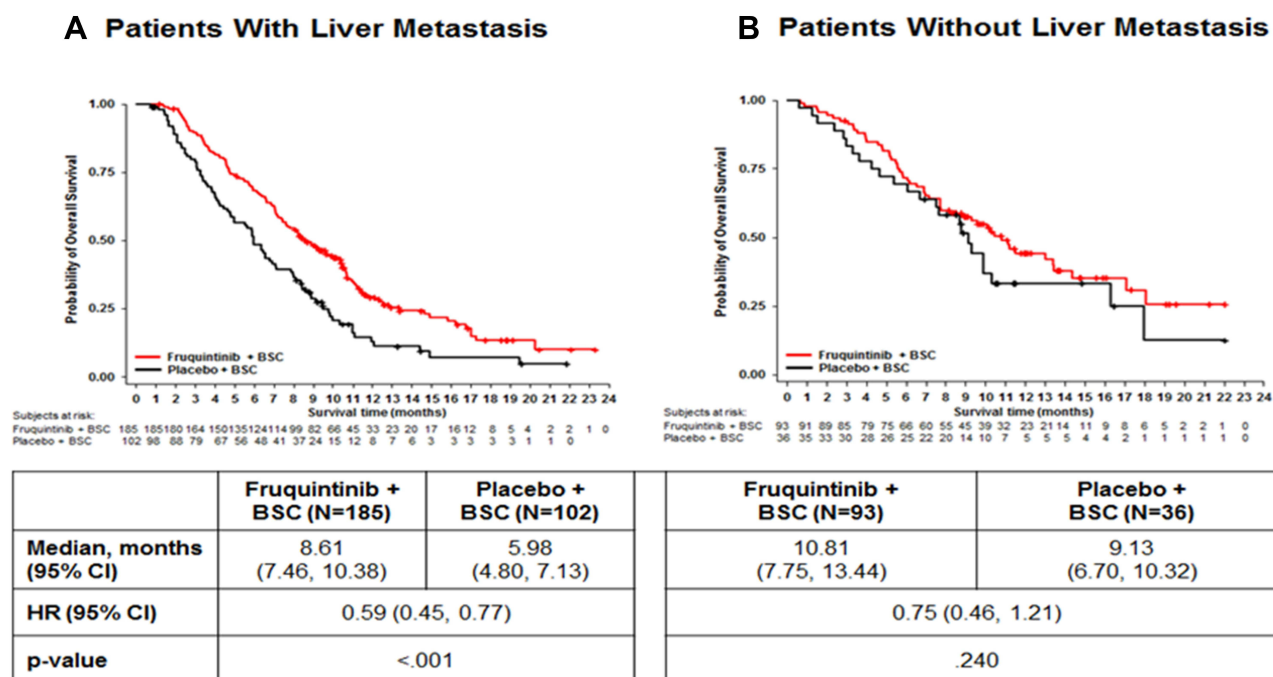 A Patients With Liver Metastasis
1.00
0.75
0.50
0.25
0.00
Probability of Overall Survival
Fruquintinib + BSC
Placebo + BSC
0 1 2 3 4 5 6 7 8 9 10 11 12 13 14 15 16 17 18 19 20 21 22 23 24
Survival time (months)
Subjects at risk:
Fruquintinib + BSC 185 185 180 164 150 135 124 114 99 82 66 45 33 23 20 17 16 12 8 5 4 2 2 1 0
Placebo + BSC 102 98 88 79 67 56 48 41 37 24 15 12 8 7 6 3 3 3 3 3 1 1 0
B Patients Without Liver Metastasis
1.00
0.75
0.50
0.25
0.00
Probability of Overall Survival
Fruquintinib + BSC
Placebo + BSC
0 1 2 3 4 5 6 7 8 9 10 11 12 13 14 15 16 17 18 19 20 21 22 23 24
Survival time (months)
Subjects at risk:
Fruquintinib + BSC 93 91 89 85 79 75 66 60 55 45 39 32 23 21 14 11 9 8 6 5 2 2 1 0
Placebo + BSC 36 35 33 30 28 26 25 22 20 14 10 7 5 5 5 4 4 2 1 1 1 1 1 0
Fruquintinib + BSC (N=185) Placebo + BSC (N=102)
Median, months (95% CI) 8.61 (7.46, 10.38) 5.98 (4.80, 7.13)
HR (95% CI) 0.59 (0.45, 0.77)
p-value <.001
Fruquintinib + BSC (N=93) Placebo + BSC (N=36)
10.81 (7.75, 13.44) 9.13 (6.70, 10.32)
0.75 (0.46, 1.21)
.240